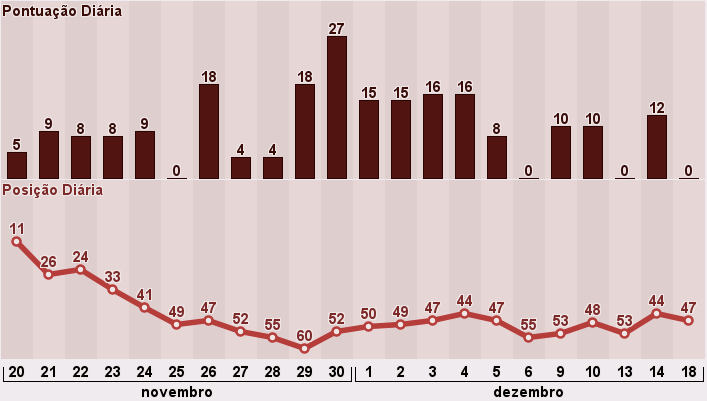 Pontuação Diária
5 9 8 8 9 0 18 4 4 18 27 15 15 16 16 8 0 10 10 0 12 0
Posição Diária
11 26 24 33 41 49 47 52 55 60 52 50 49 47 44 47 55 53 48 53 44 47
20 21 22 23 24 25 26 27 28 29 30 1 2 3 4 5 6 9 10 13 14 18
novembro dezembro